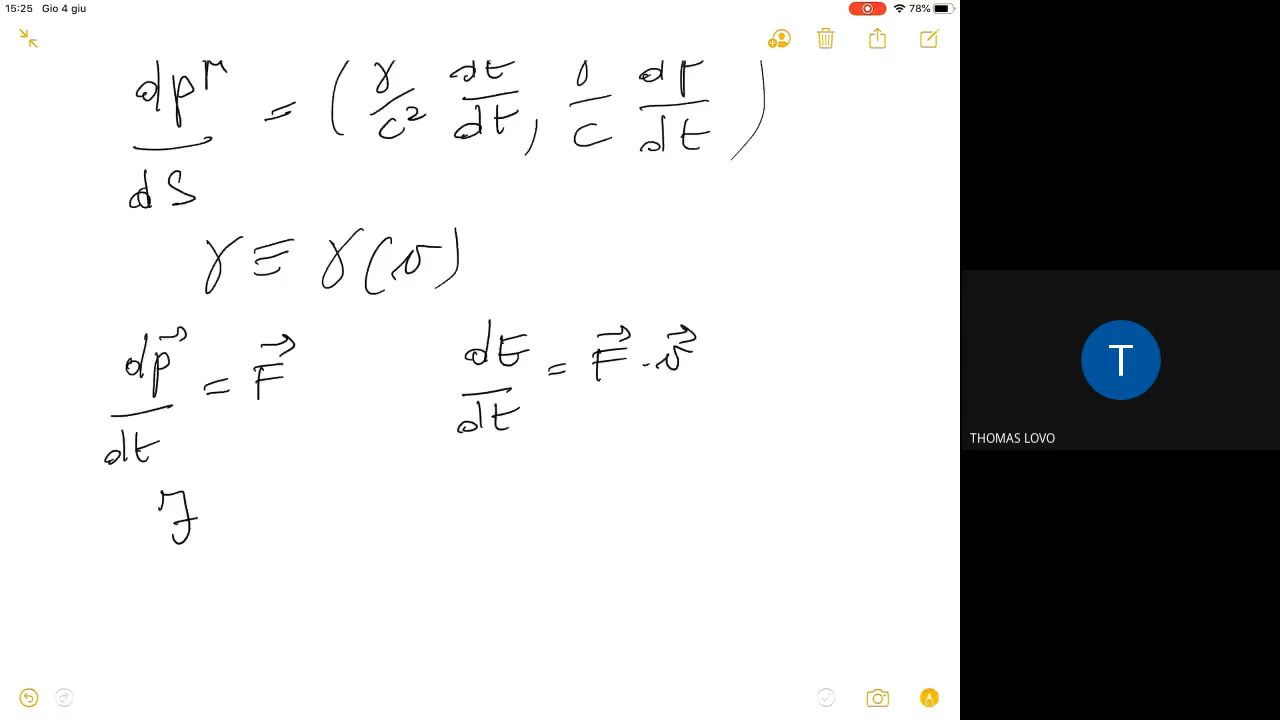 15:25 Gio 4 giu 78%
dp^μ/ds = (γ/c² dE/dt, γ/c dp/dt)
γ ≡ γ(v)
dp⃗/dt = F⃗ dE/dt = F⃗ · v⃗
T
THOMAS LOVO